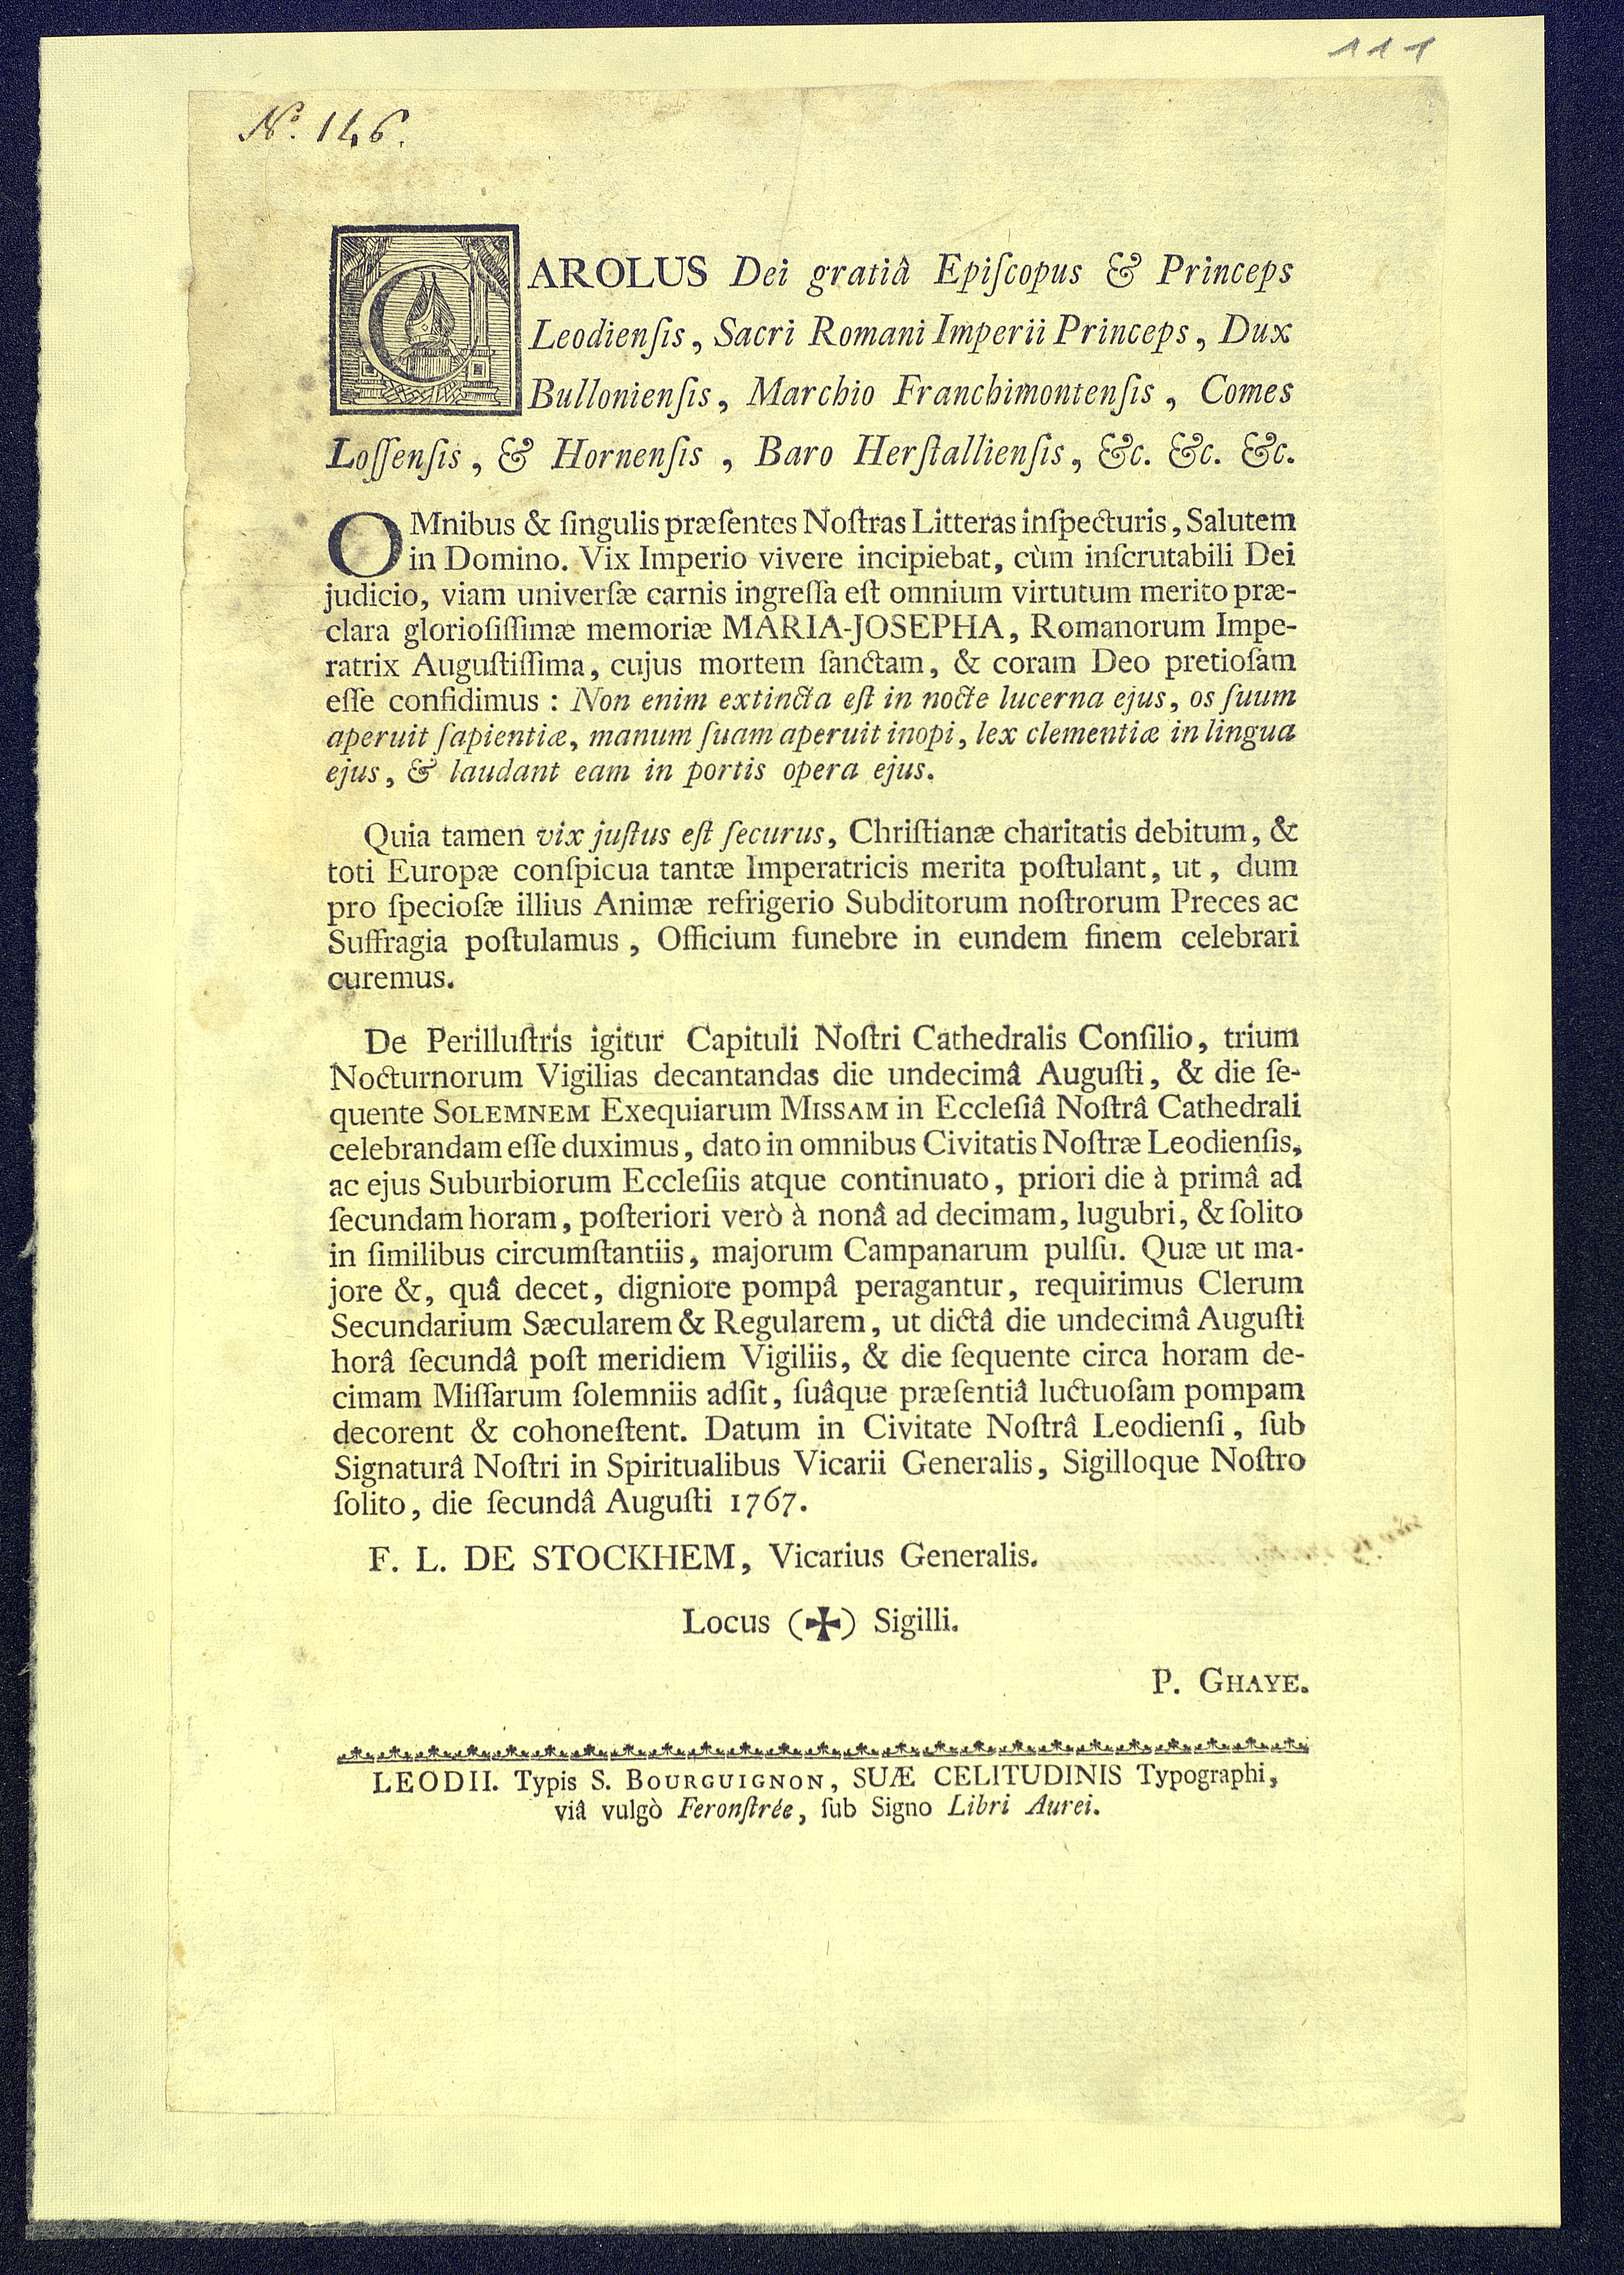 111
No. 146.
CAROLUS Dei gratiâ Epiſcopus & Princeps
Leodienſis, Sacri Romani Imperii Princeps, Dux
Bullonienſis, Marchio Franchimontenſis, Comes
Loſſenſis, & Hornenſis, Baro Herſtallienſis, &c. &c. &c.
OMnibus & ſingulis præſentes Noſtras Litteras inſpecturis, Salutem
in Domino. Vix Imperio vivere incipiebat, cùm inſcrutabili Dei
judicio, viam univerſæ carnis ingreſſa eſt omnium virtutum merito præ-
clara glorioſiſſimæ memoriæ MARIA-JOSEPHA, Romanorum Impe-
ratrix Auguſtiſſima, cujus mortem ſanctam, & coram Deo pretioſam
eſſe confidimus : Non enim extincta eſt in nocte lucerna ejus, os ſuum
aperuit ſapientiæ, manum ſuam aperuit inopi, lex clementiæ in lingua
ejus, & laudant eam in portis opera ejus.
Quia tamen vix juſtus eſt ſecurus, Chriſtianæ charitatis debitum, &
toti Europæ conſpicua tantæ Imperatricis merita poſtulant, ut, dum
pro ſpecioſæ illius Animæ refrigerio Subditorum noſtrorum Preces ac
Suffragia poſtulamus, Officium funebre in eundem finem celebrari
curemus.
De Perilluſtris igitur Capituli Noſtri Cathedralis Conſilio, trium
Nocturnorum Vigilias decantandas die undecimâ Auguſti, & die ſe-
quente SOLEMNEM Exequiarum MISSAM in Eccleſiâ Noſtrâ Cathedrali
celebrandam eſſe duximus, dato in omnibus Civitatis Noſtræ Leodienſis,
ac ejus Suburbiorum Eccleſiis atque continuato, priori die à primâ ad
ſecundam horam, poſteriori verò à nonâ ad decimam, lugubri, & ſolito
in ſimilibus circumſtantiis, majorum Campanarum pulſu. Quæ ut ma-
jore &, quâ decet, digniore pompâ peragantur, requirimus Clerum
Secundarium Sæcularem & Regularem, ut dictâ die undecimâ Auguſti
horâ ſecundâ poſt meridiem Vigiliis, & die ſequente circa horam de-
cimam Miſſarum ſolemniis adſit, ſuâque præſentiâ luctuoſam pompam
decorent & cohoneſtent. Datum in Civitate Noſtrâ Leodienſi, ſub
Signaturâ Noſtri in Spiritualibus Vicarii Generalis, Sigilloque Noſtro
ſolito, die ſecundâ Auguſti 1767.
F. L. DE STOCKHEM, Vicarius Generalis.
Locus (✠) Sigilli.
P. GHAYE.
LEODII. Typis S. BOURGUIGNON, SUÆ CELITUDINIS Typographi,
viâ vulgò Feronſtrée, ſub Signo Libri Aurei.